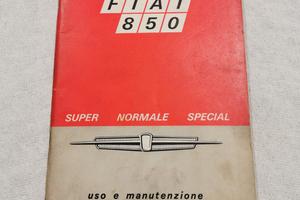 FIAT
850
SUPER NORMALE SPECIAL
uso e manutenzione